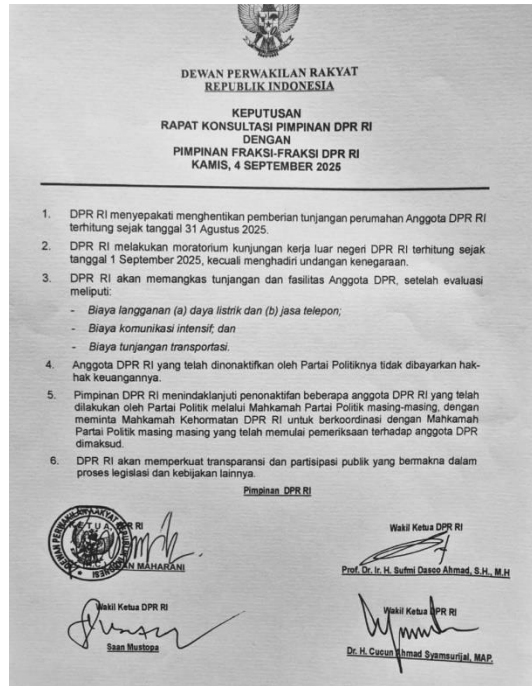 DEWAN PERWAKILAN RAKYAT
REPUBLIK INDONESIA
KEPUTUSAN
RAPAT KONSULTASI PIMPINAN DPR RI
DENGAN
PIMPINAN FRAKSI-FRAKSI DPR RI
KAMIS, 4 SEPTEMBER 2025
1. DPR RI menyepakati menghentikan pemberian tunjangan perumahan Anggota DPR RI
terhitung sejak tanggal 31 Agustus 2025.
2. DPR RI melakukan moratorium kunjungan kerja luar negeri DPR RI terhitung sejak
tanggal 1 September 2025, kecuali menghadiri undangan kenegaraan.
3. DPR RI akan memangkas tunjangan dan fasilitas Anggota DPR, setelah evaluasi
meliputi:
- Biaya langganan (a) daya listrik dan (b) jasa telepon;
- Biaya komunikasi intensif; dan
- Biaya tunjangan transportasi.
4. Anggota DPR RI yang telah dinonaktifkan oleh Partai Politiknya tidak dibayarkan hak-
hak keuangannya.
5. Pimpinan DPR RI menindaklanjuti penonaktifan beberapa anggota DPR RI yang telah
dilakukan oleh Partai Politik melalui Mahkamah Partai Politik masing-masing, dengan
meminta Mahkamah Kehormatan DPR RI untuk berkoordinasi dengan Mahkamah
Partai Politik masing masing yang telah memulai pemeriksaan terhadap anggota DPR
dimaksud.
6. DPR RI akan memperkuat transparansi dan partisipasi publik yang bermakna dalam
proses legislasi dan kebijakan lainnya.
Pimpinan DPR RI
KETUA DPR RI
MAHARANI
Wakil Ketua DPR RI
Prof. Dr. Ir. H. Sufmi Dasco Ahmad, S.H., M.H
Wakil Ketua DPR RI
Saan Mustopa
Wakil Ketua DPR RI
Dr. H. Cucun Ahmad Syamsurijal, MAP.